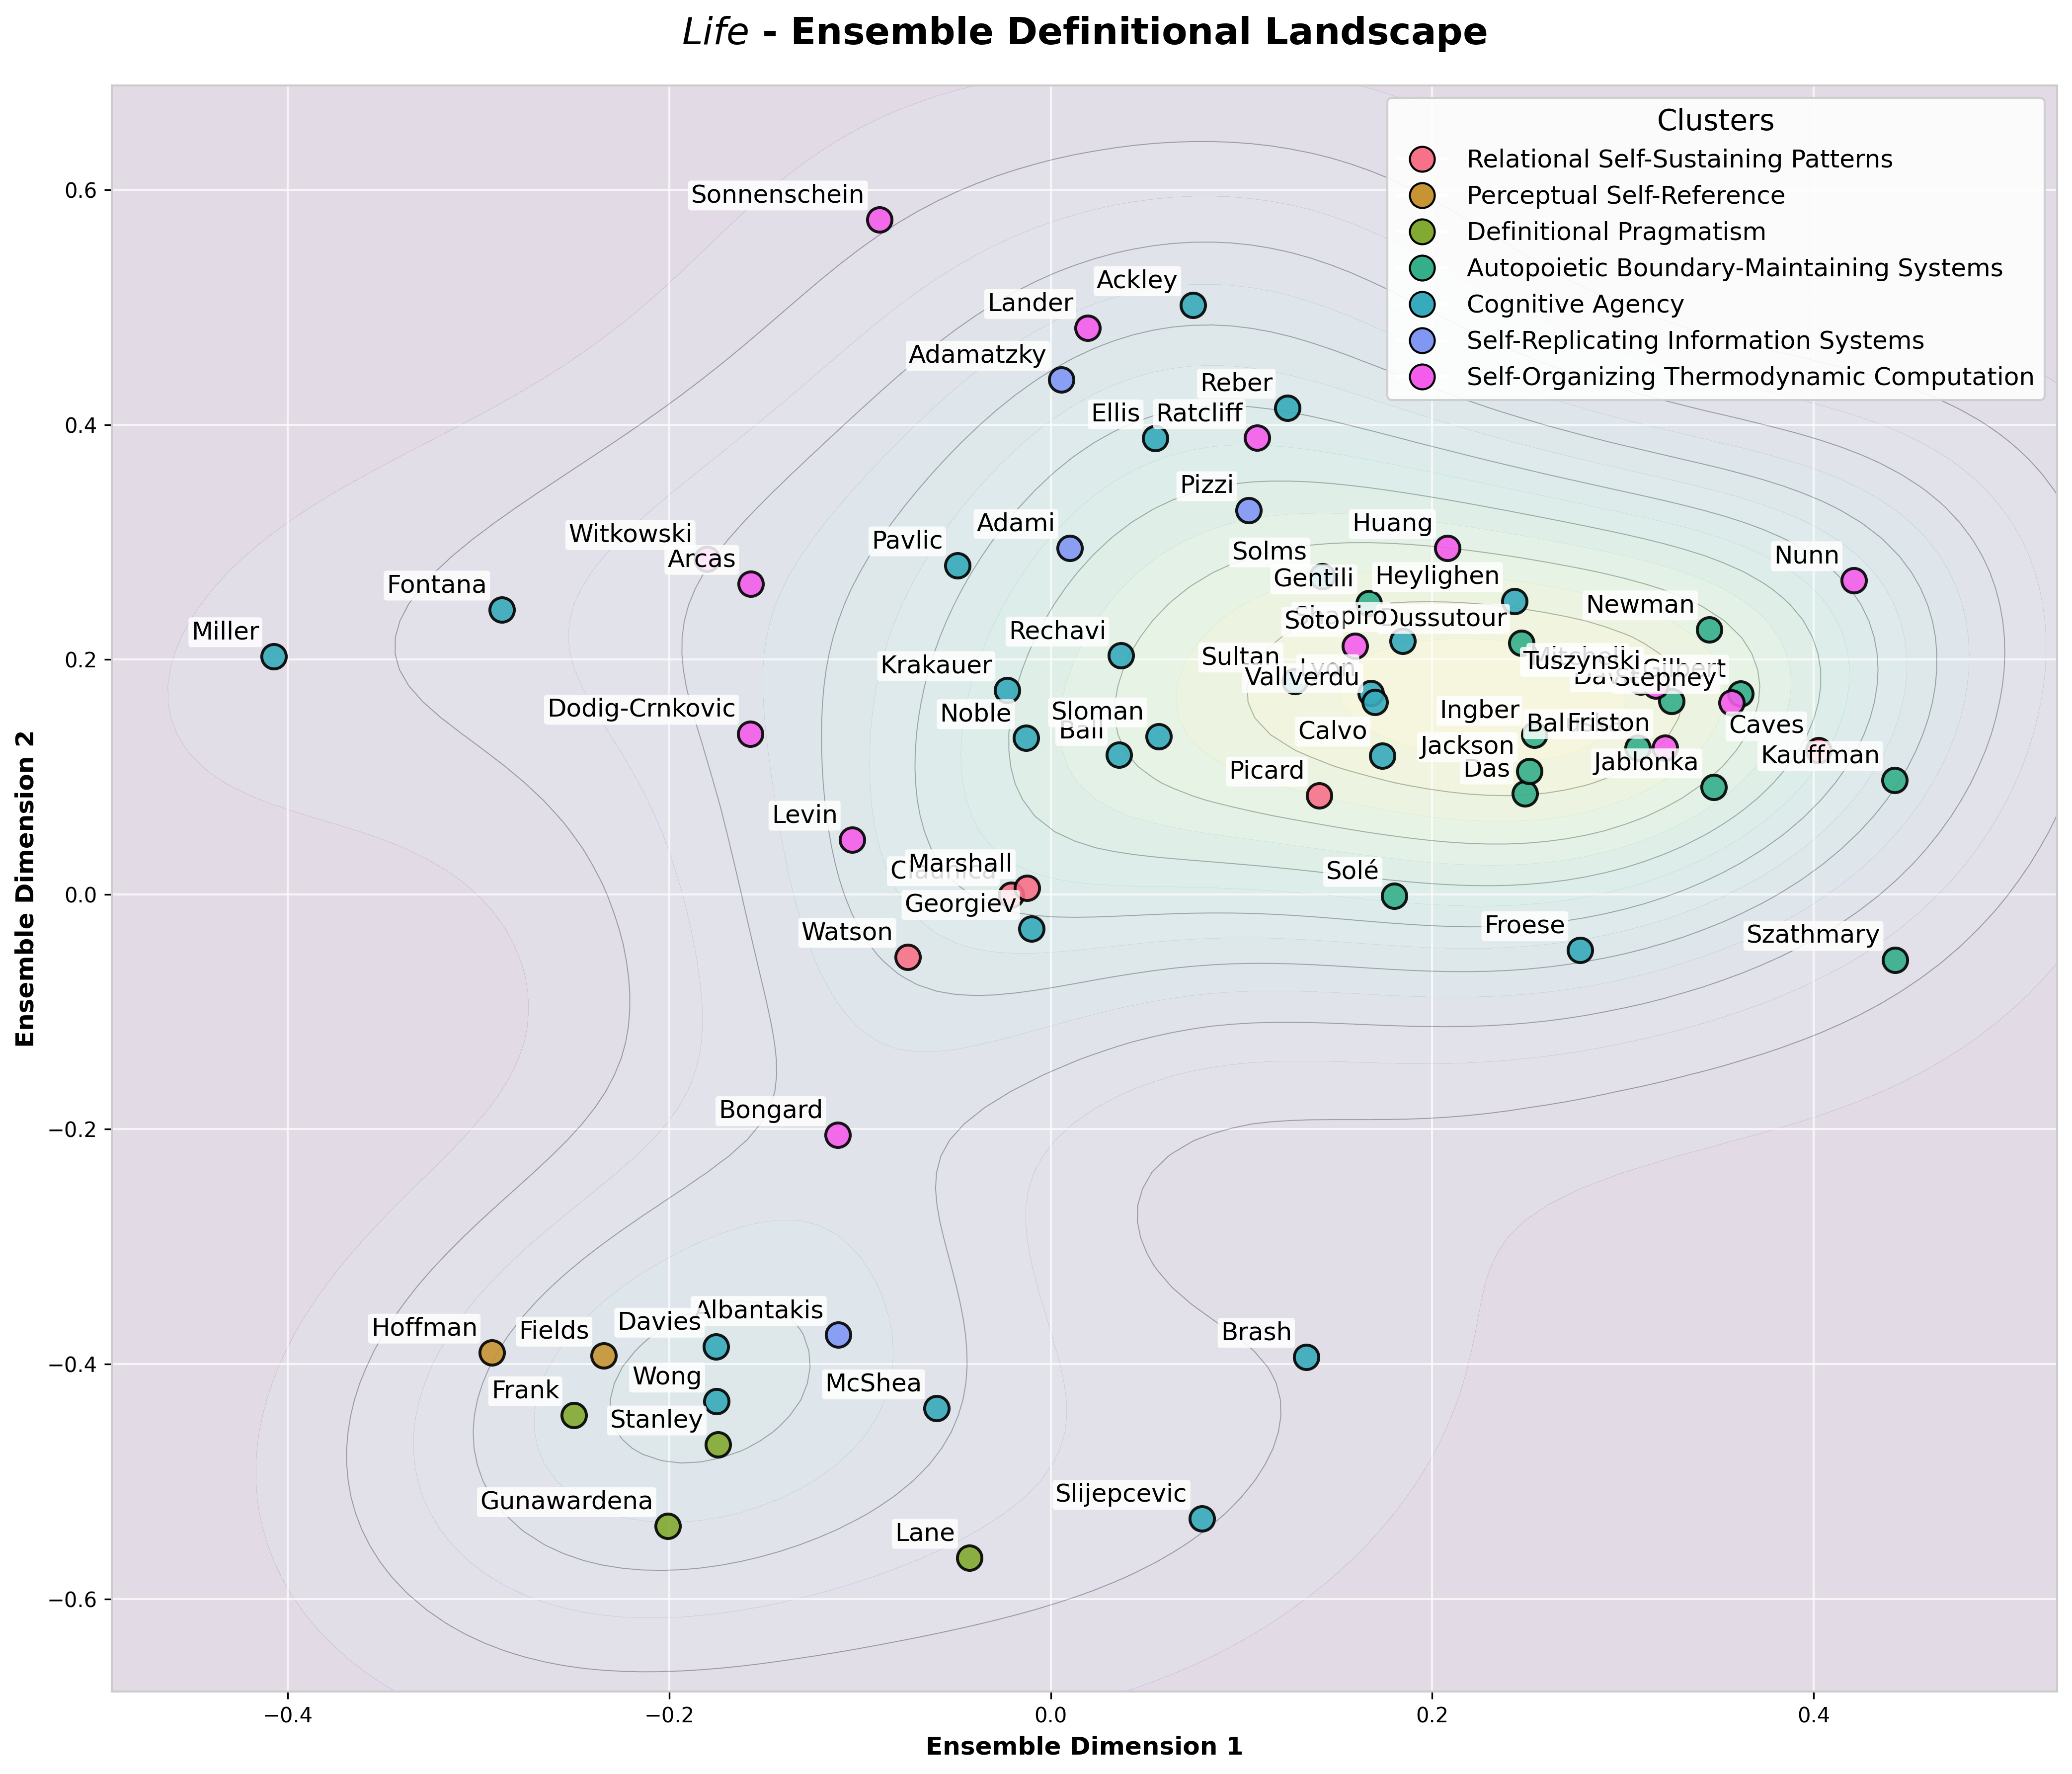 Life - Ensemble Definitional Landscape
Clusters
Relational Self-Sustaining Patterns
Perceptual Self-Reference
Definitional Pragmatism
Autopoietic Boundary-Maintaining Systems
Cognitive Agency
Self-Replicating Information Systems
Self-Organizing Thermodynamic Computation
Sonnenschein
Ackley
Lander
Adamatzky
Reber
Ellis
Ratcliff
Pizzi
Huang
Adami
Witkowski
Pavlic
Arcas
Solms
Nunn
Gentili
Heylighen
Fontana
Newman
Soto
Dussutour
Miller
Rechavi
Sultan
Tuszynski
Gilbert
Krakauer
Vallverdu
Stepney
Dodig-Crnkovic
Noble
Sloman
Ball
Ingber
Calvo
Friston
Caves
Jackson
Kauffman
Picard
Das
Jablonka
Levin
Marshall
Solé
Georgiev
Watson
Froese
Szathmary
Bongard
Albantakis
Davies
Hoffman
Fields
Brash
Wong
McShea
Frank
Stanley
Gunawardena
Slijepcevic
Lane
0.6
0.4
0.2
0.0
−0.2
−0.4
−0.6
Ensemble Dimension 2
−0.4
−0.2
0.0
0.2
0.4
Ensemble Dimension 1